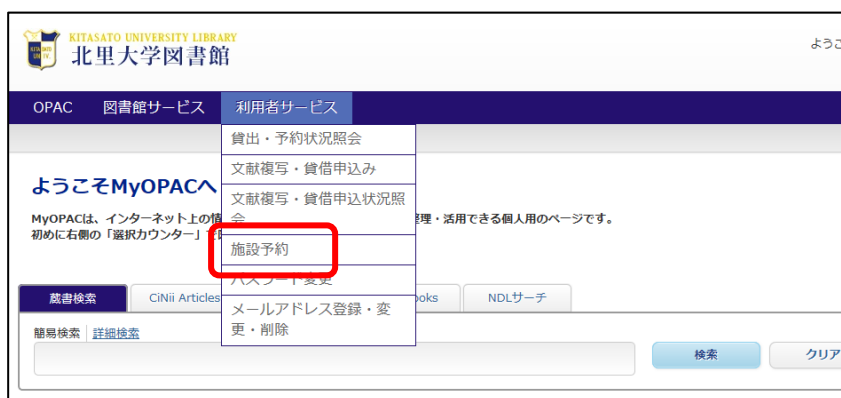 KITASATO UNIVERSITY LIBRARY
北里大学図書館
ようこ
OPAC 図書館サービス 利用者サービス
貸出・予約状況照会
文献複写・貸借申込み
文献複写・貸借申込状況照
会
施設予約
パスワード変更
メールアドレス登録・変
更・削除
ようこそMyOPACへ
MyOPACは、インターネット上の情 整理・活用できる個人用のページです。
初めに右側の「選択カウンター」で
蔵書検索 CiNii Articles ooks NDLサーチ
簡易検索 詳細検索
検索 クリア